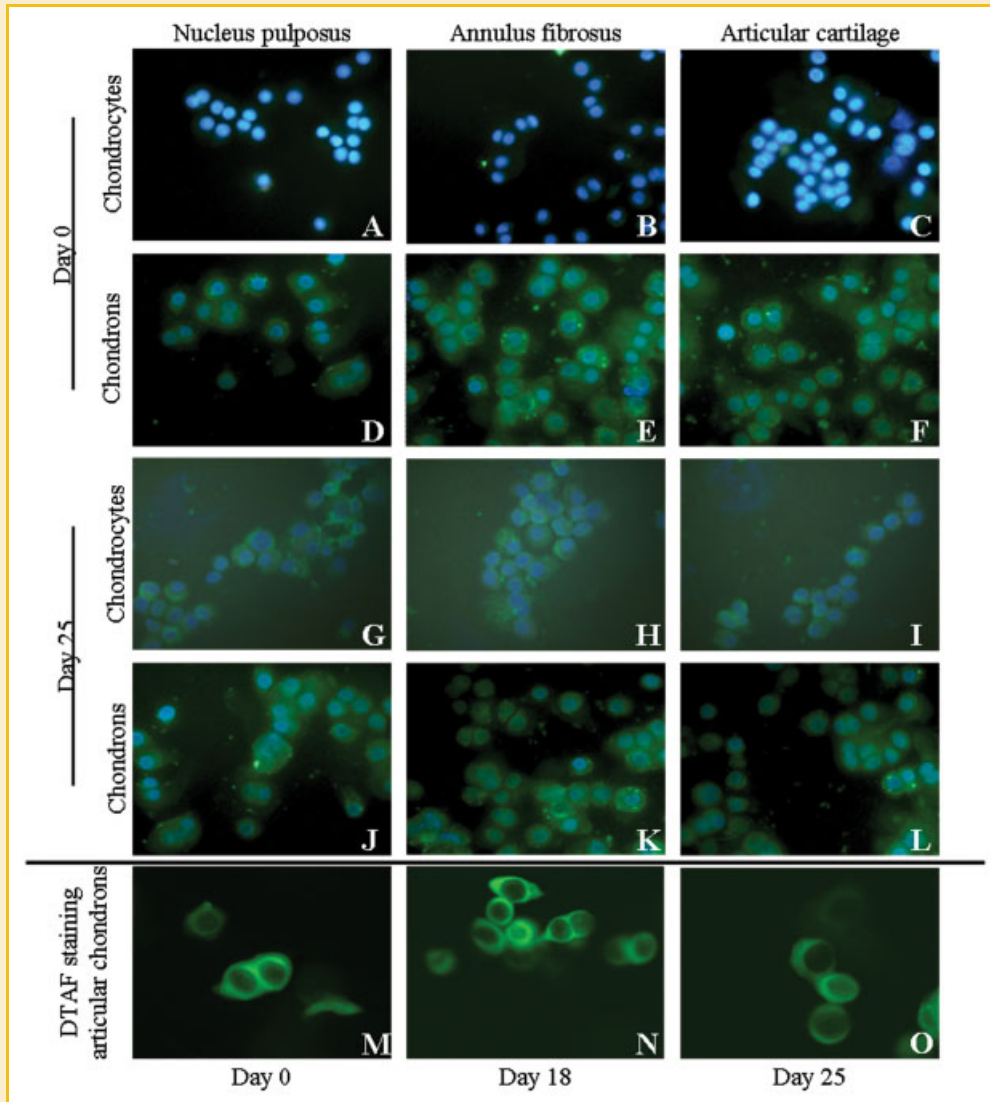 Nucleus pulposus Annulus fibrosus Articular cartilage
Day 0
Chondrocytes
A B C
Chondrons
D E F
Day 25
Chondrocytes
G H I
Chondrons
J K L
DTAF staining
articular chondrons
M N O
Day 0 Day 18 Day 25